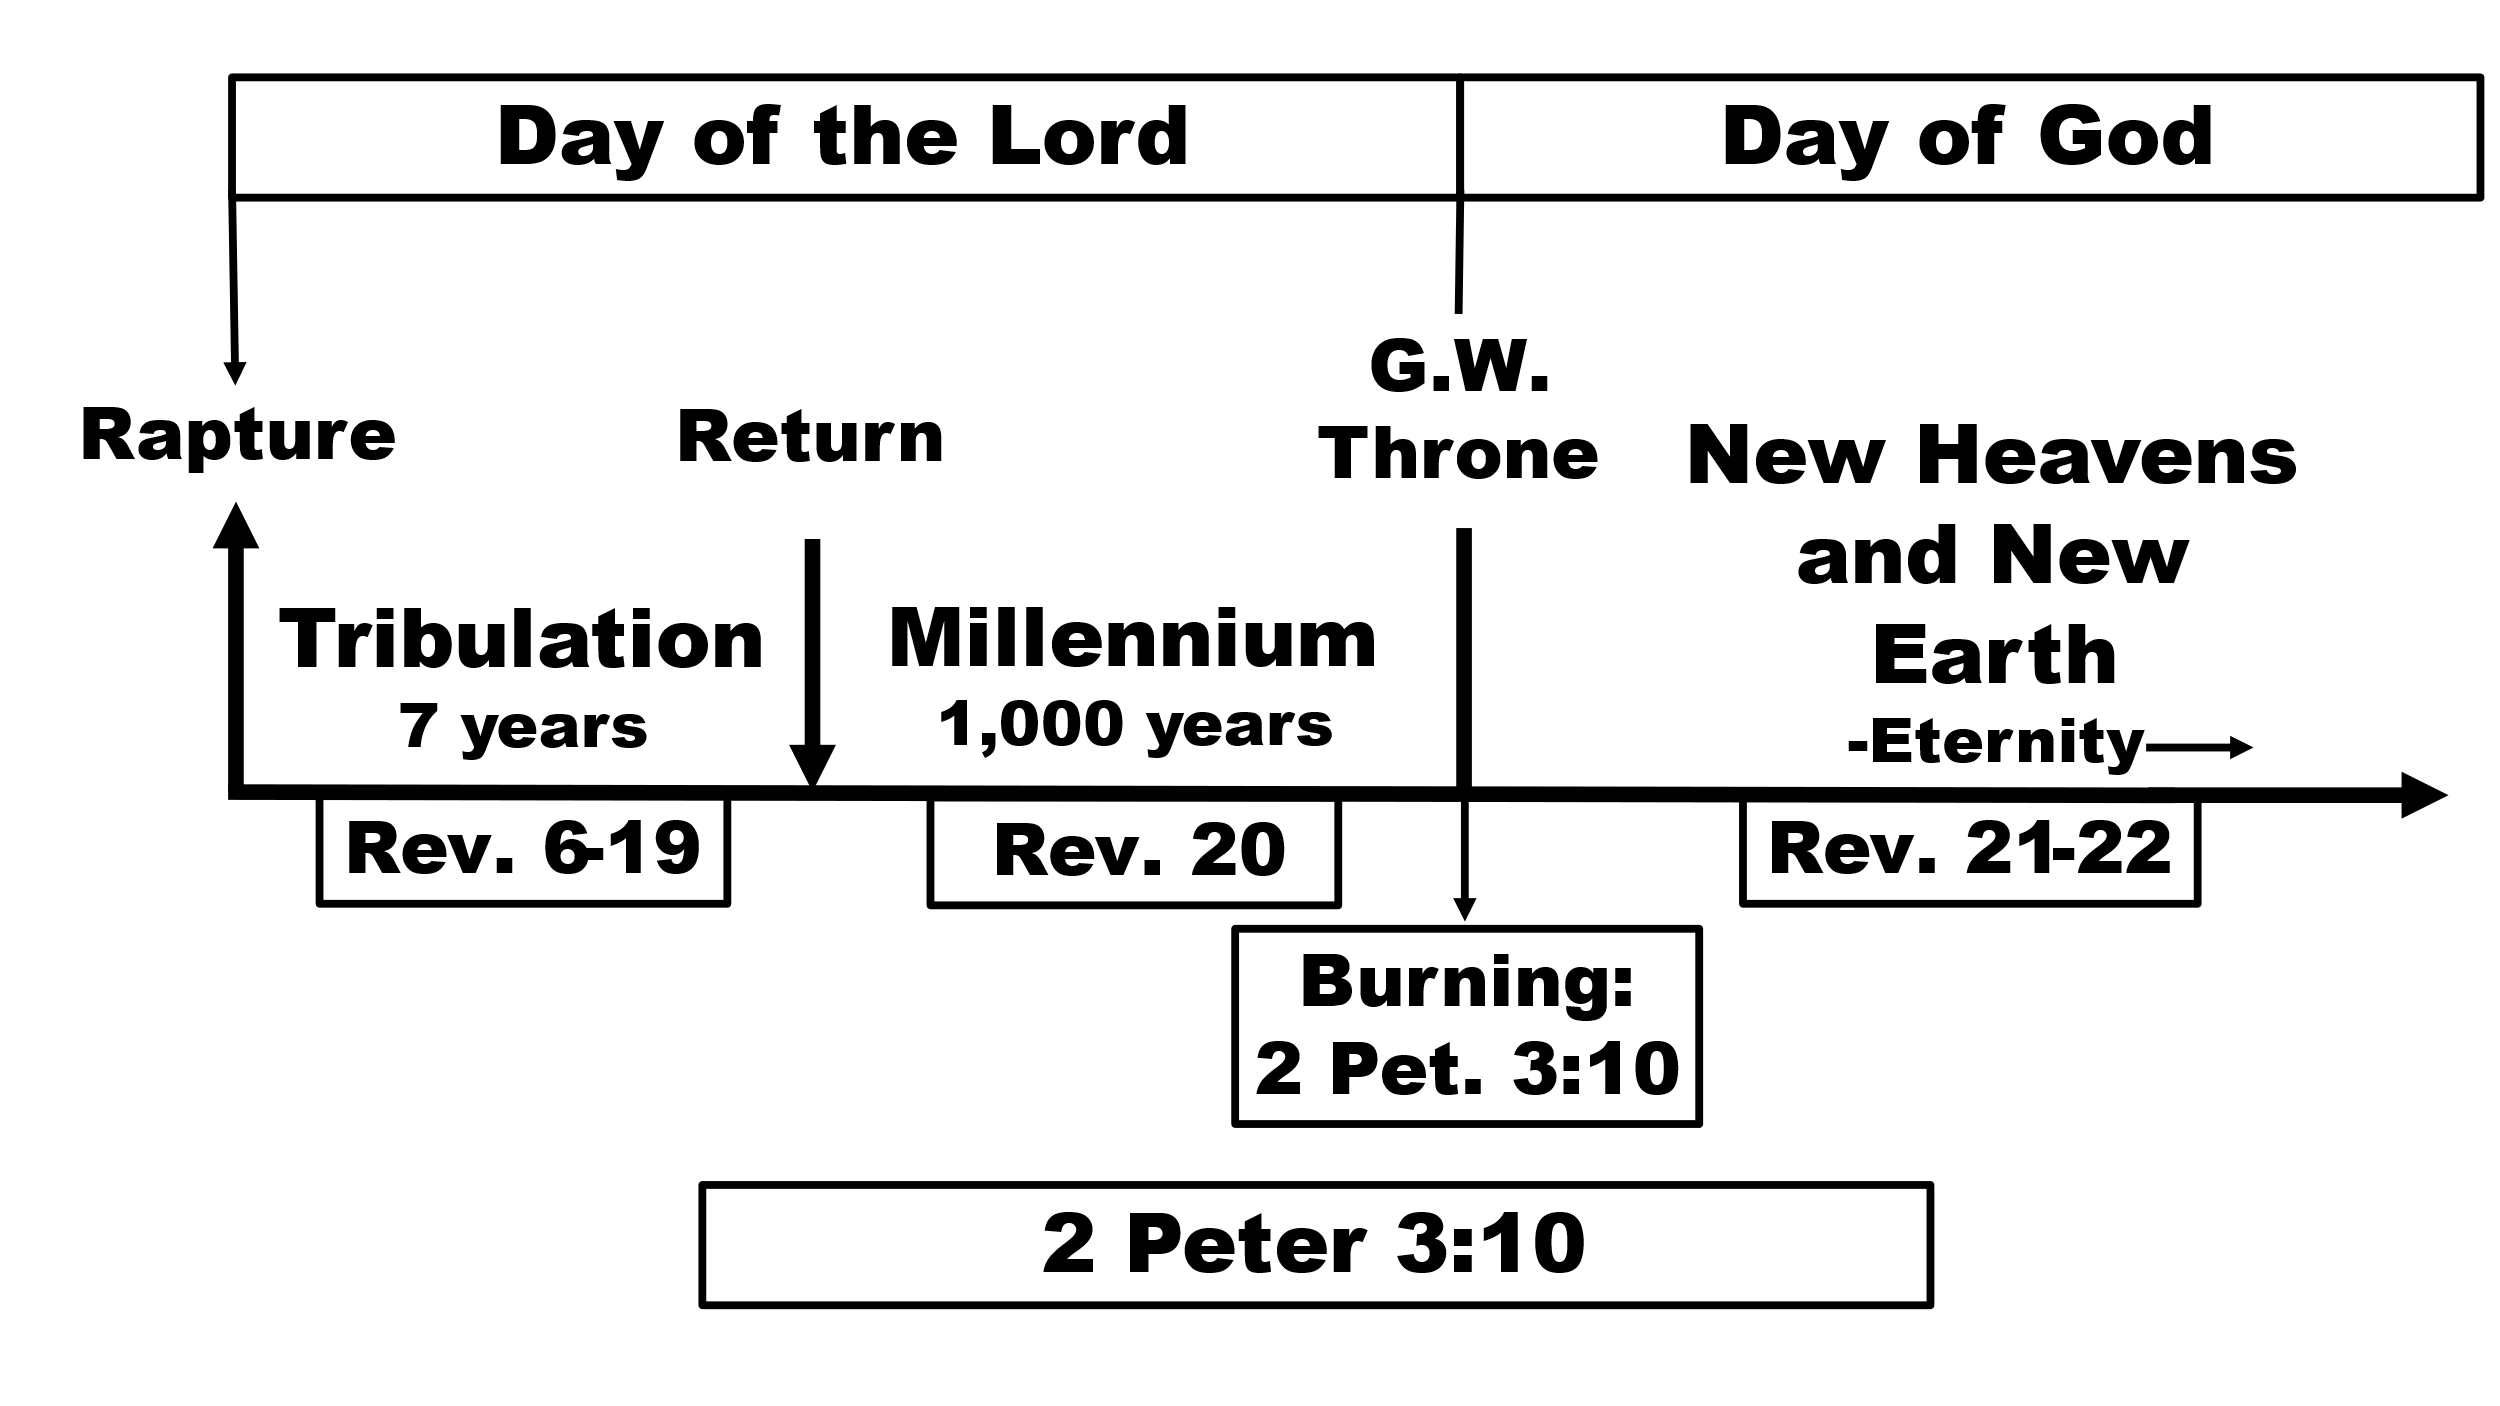 Day of the Lord
Day of God
Rapture
Return
G.W.
Throne
New Heavens
and New
Earth
-Eternity
Tribulation
7 years
Millennium
1,000 years
Rev. 6-19
Rev. 20
Rev. 21-22
Burning:
2 Pet. 3:10
2 Peter 3:10